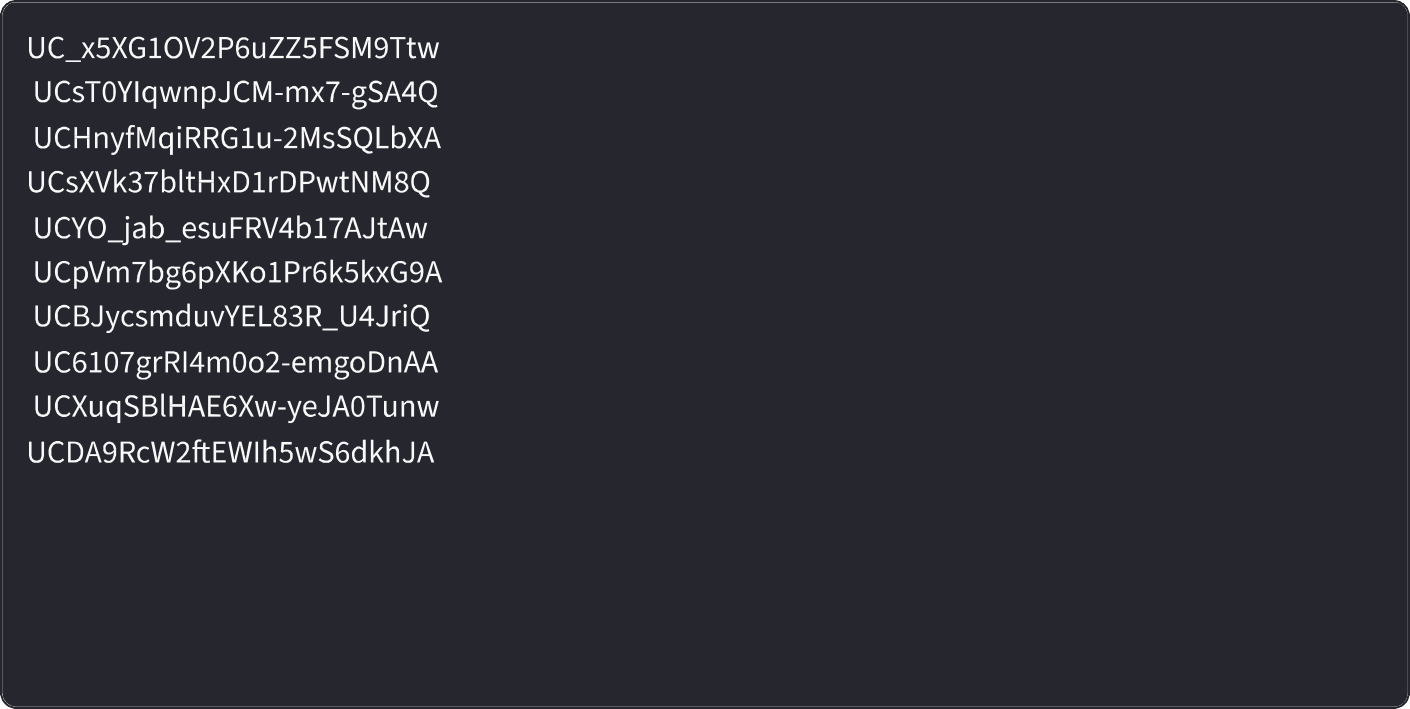 UC_x5XG1OV2P6uZZ5FSM9Ttw
UCsT0YIqwnpJCM-mx7-gSA4Q
UCHnyfMqiRRG1u-2MsSQLbXA
UCsXVk37bltHxD1rDPwtNM8Q
UCYO_jab_esuFRV4b17AJtAw
UCpVm7bg6pXKo1Pr6k5kxG9A
UCBJycsmduvYEL83R_U4JriQ
UC6107grRI4m0o2-emgoDnAA
UCXuqSBlHAE6Xw-yeJA0Tunw
UCDA9RcW2ftEWIh5wS6dkhJA